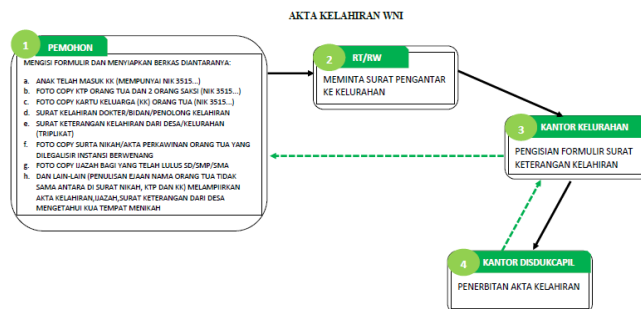 AKTA KELAHIRAN WNI
1 PEMOHON
MENGISI FORMULIR DAN MENYIAPKAN BERKAS DIANTARANYA:
a. ANAK TELAH MASUK KK (MEMPUNYAI NIK 3515...)
b. FOTO COPY KTP ORANG TUA DAN 2 ORANG SAKSI (NIK 3515...)
c. FOTO COPY KARTU KELUARGA (KK) ORANG TUA (NIK 3515...)
d. SURAT KELAHIRAN DOKTER/BIDAN/PENOLONG KELAHIRAN
e. SURAT KETERANGAN KELAHIRAN DARI DESA/KELURAHAN
(TRIPLIKAT)
f. FOTO COPY SURTA NIKAH/AKTA PERKAWINAN ORANG TUA YANG
DILEGALISIR INSTANSI BERWENANG
g. FOTO COPY IJAZAH BAGI YANG TELAH LULUS SD/SMP/SMA
h. DAN LAIN-LAIN (PENULISAN EJAAN NAMA ORANG TUA TIDAK
SAMA ANTARA DI SURAT NIKAH, KTP DAN KK) MELAMPIIRKAN
AKTA KELAHIRAN,IJAZAH,SURAT KETERANGAN DARI DESA
MENGETAHUI KUA TEMPAT MENIKAH
2 RT/RW
MEMINTA SURAT PENGANTAR
KE KELURAHAN
3 KANTOR KELURAHAN
PENGISIAN FORMULIR SURAT
KETERANGAN KELAHIRAN
4 KANTOR DISDUKCAPIL
PENERBITAN AKTA KELAHIRAN